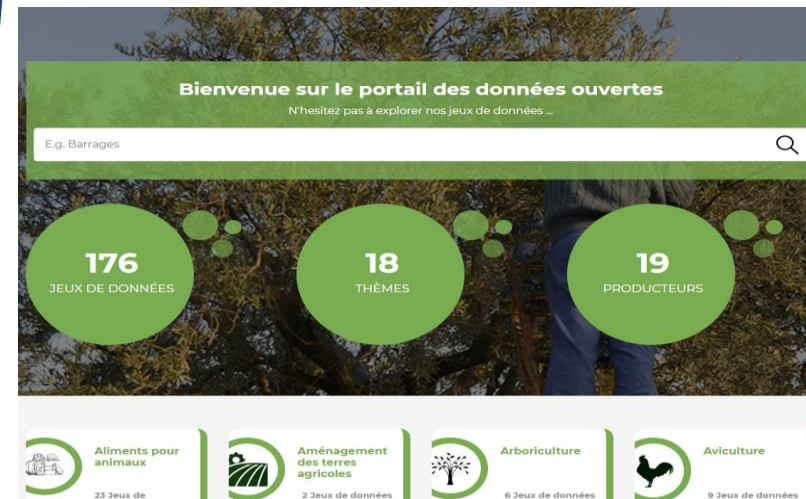 Bienvenue sur le portail des données ouvertes
N'hesitez pas à explorer nos jeux de données ...
E.g. Barrages
176
JEUX DE DONNÉES
18
THÈMES
19
PRODUCTEURS
Aliments pour
animaux
23 Jeux de
Aménagement
des terres
agricoles
2 Jeux de données
Arboriculture
6 Jeux de données
Aviculture
9 Jeux de données